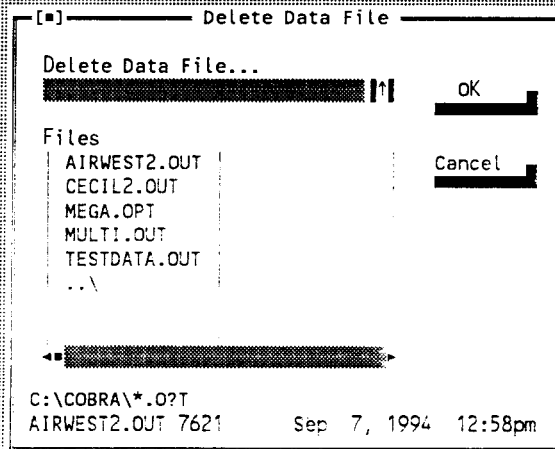 [■] Delete Data File
Delete Data File...
↑
OK
Files
AIRWEST2.OUT
CECIL2.OUT
Cancel
MEGA.OPT
MULTI.OUT
TESTDATA.OUT
..\
C:\COBRA\*.O?T
AIRWEST2.OUT 7621 Sep 7, 1994 12:58pm